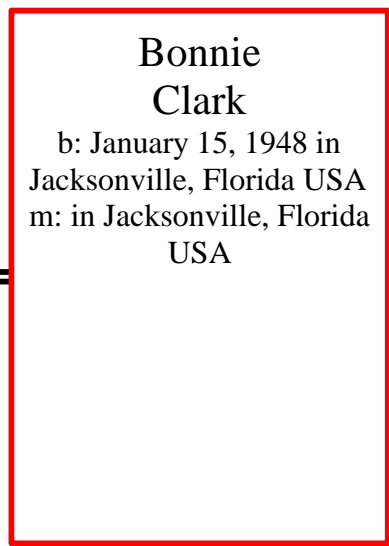 Bonnie
Clark
b: January 15, 1948 in
Jacksonville, Florida USA
m: in Jacksonville, Florida
USA